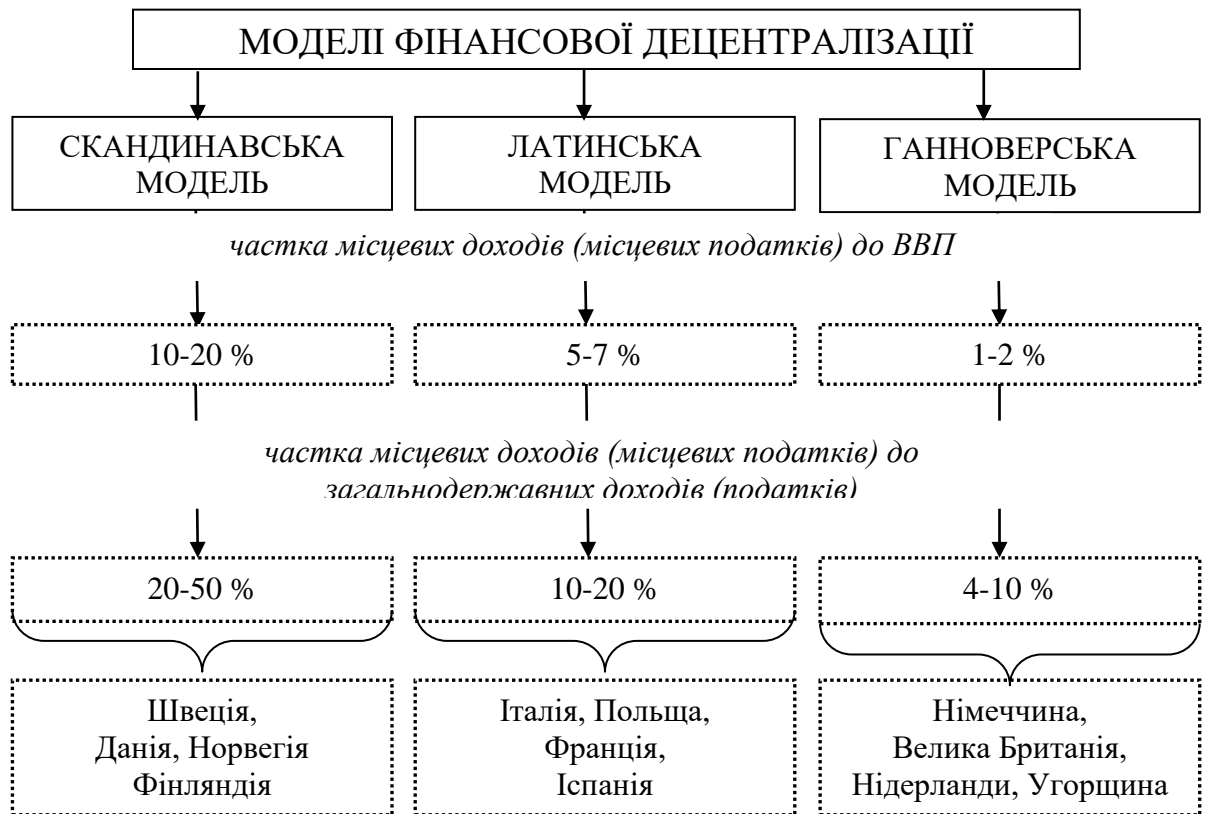 МОДЕЛІ ФІНАНСОВОЇ ДЕЦЕНТРАЛІЗАЦІЇ
СКАНДИНАВСЬКА
МОДЕЛЬ
ЛАТИНСЬКА
МОДЕЛЬ
ГАННОВЕРСЬКА
МОДЕЛЬ
частка місцевих доходів (місцевих податків) до ВВП
10-20 %
5-7 %
1-2 %
частка місцевих доходів (місцевих податків) до
загальнодержавних доходів (податків)
20-50 %
10-20 %
4-10 %
Швеція,
Данія, Норвегія
Фінляндія
Італія, Польща,
Франція,
Іспанія
Німеччина,
Велика Британія,
Нідерланди, Угорщина